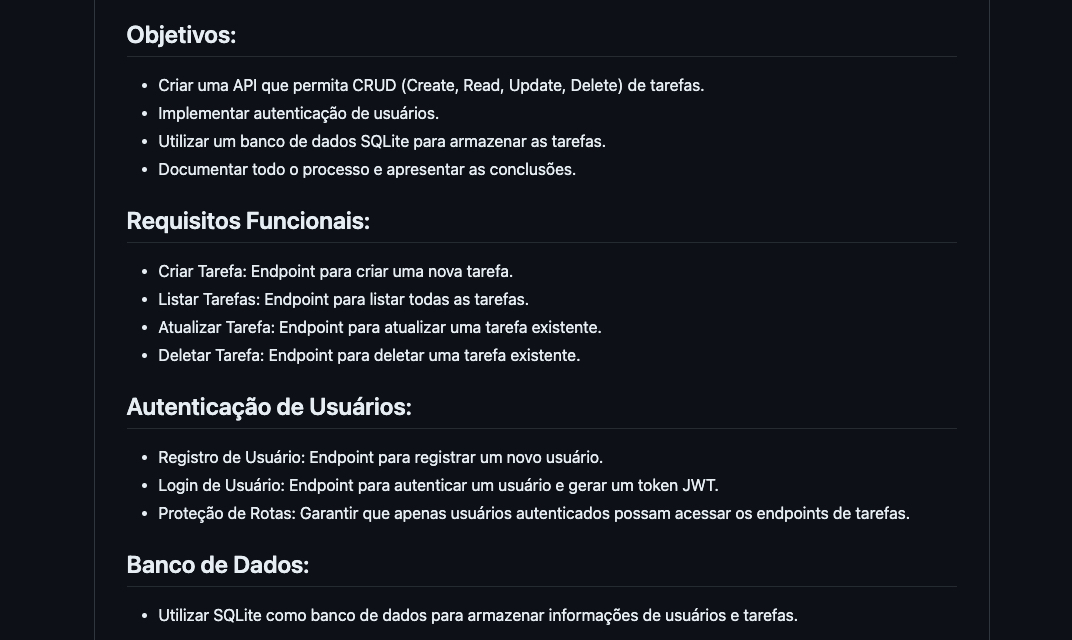 Objetivos:
• Criar uma API que permita CRUD (Create, Read, Update, Delete) de tarefas.
• Implementar autenticação de usuários.
• Utilizar um banco de dados SQLite para armazenar as tarefas.
• Documentar todo o processo e apresentar as conclusões.
Requisitos Funcionais:
• Criar Tarefa: Endpoint para criar uma nova tarefa.
• Listar Tarefas: Endpoint para listar todas as tarefas.
• Atualizar Tarefa: Endpoint para atualizar uma tarefa existente.
• Deletar Tarefa: Endpoint para deletar uma tarefa existente.
Autenticação de Usuários:
• Registro de Usuário: Endpoint para registrar um novo usuário.
• Login de Usuário: Endpoint para autenticar um usuário e gerar um token JWT.
• Proteção de Rotas: Garantir que apenas usuários autenticados possam acessar os endpoints de tarefas.
Banco de Dados:
• Utilizar SQLite como banco de dados para armazenar informações de usuários e tarefas.